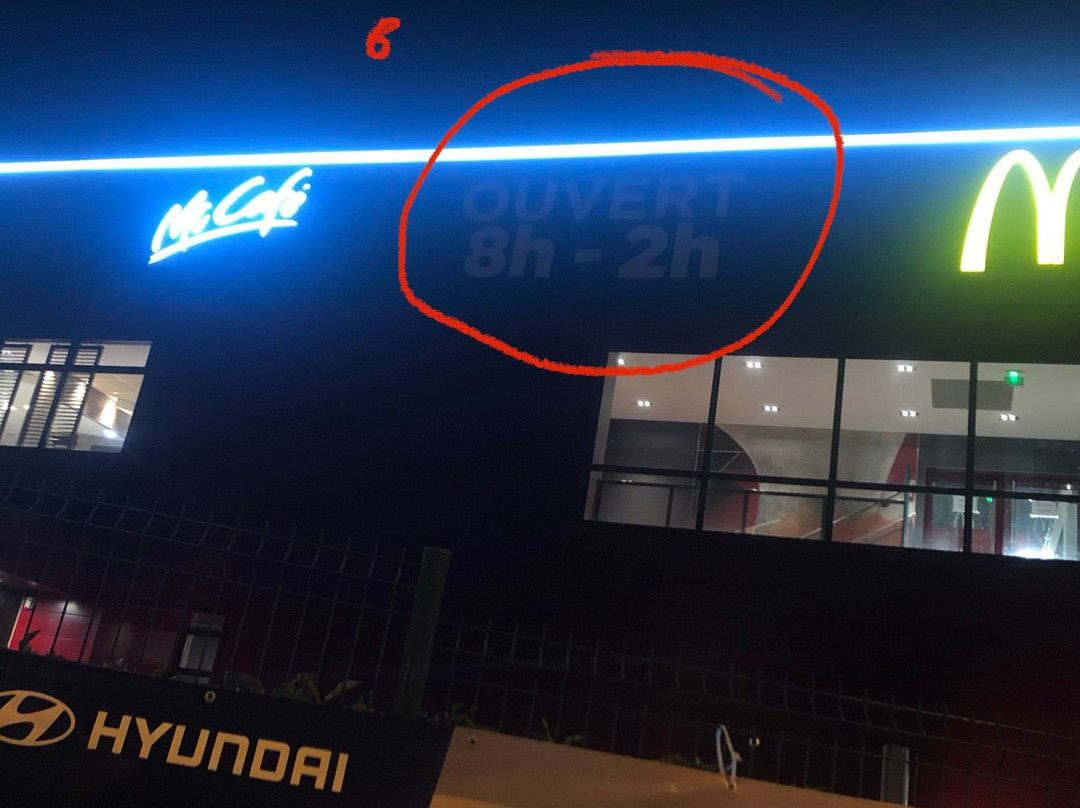 6
McCafé
OUVERT
8h - 2h
M
HYUNDAI